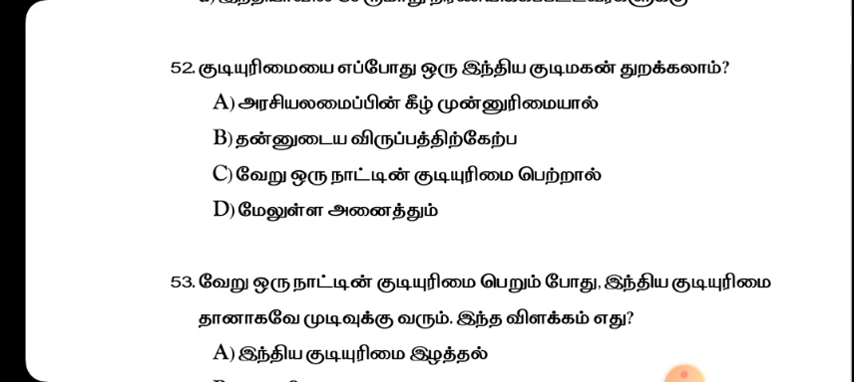 52. குடியுரிமையை எப்போது ஒரு இந்திய குடிமகன் துறக்கலாம்?
A) அரசியலமைப்பின் கீழ் முன்னுரிமையால்
B) தன்னுடைய விருப்பத்திற்கேற்ப
C) வேறு ஒரு நாட்டின் குடியுரிமை பெற்றால்
D) மேலுள்ள அனைத்தும்
53. வேறு ஒரு நாட்டின் குடியுரிமை பெறும் போது, இந்திய குடியுரிமை
தானாகவே முடிவுக்கு வரும். இந்த விளக்கம் எது?
A) இந்திய குடியுரிமை இழத்தல்